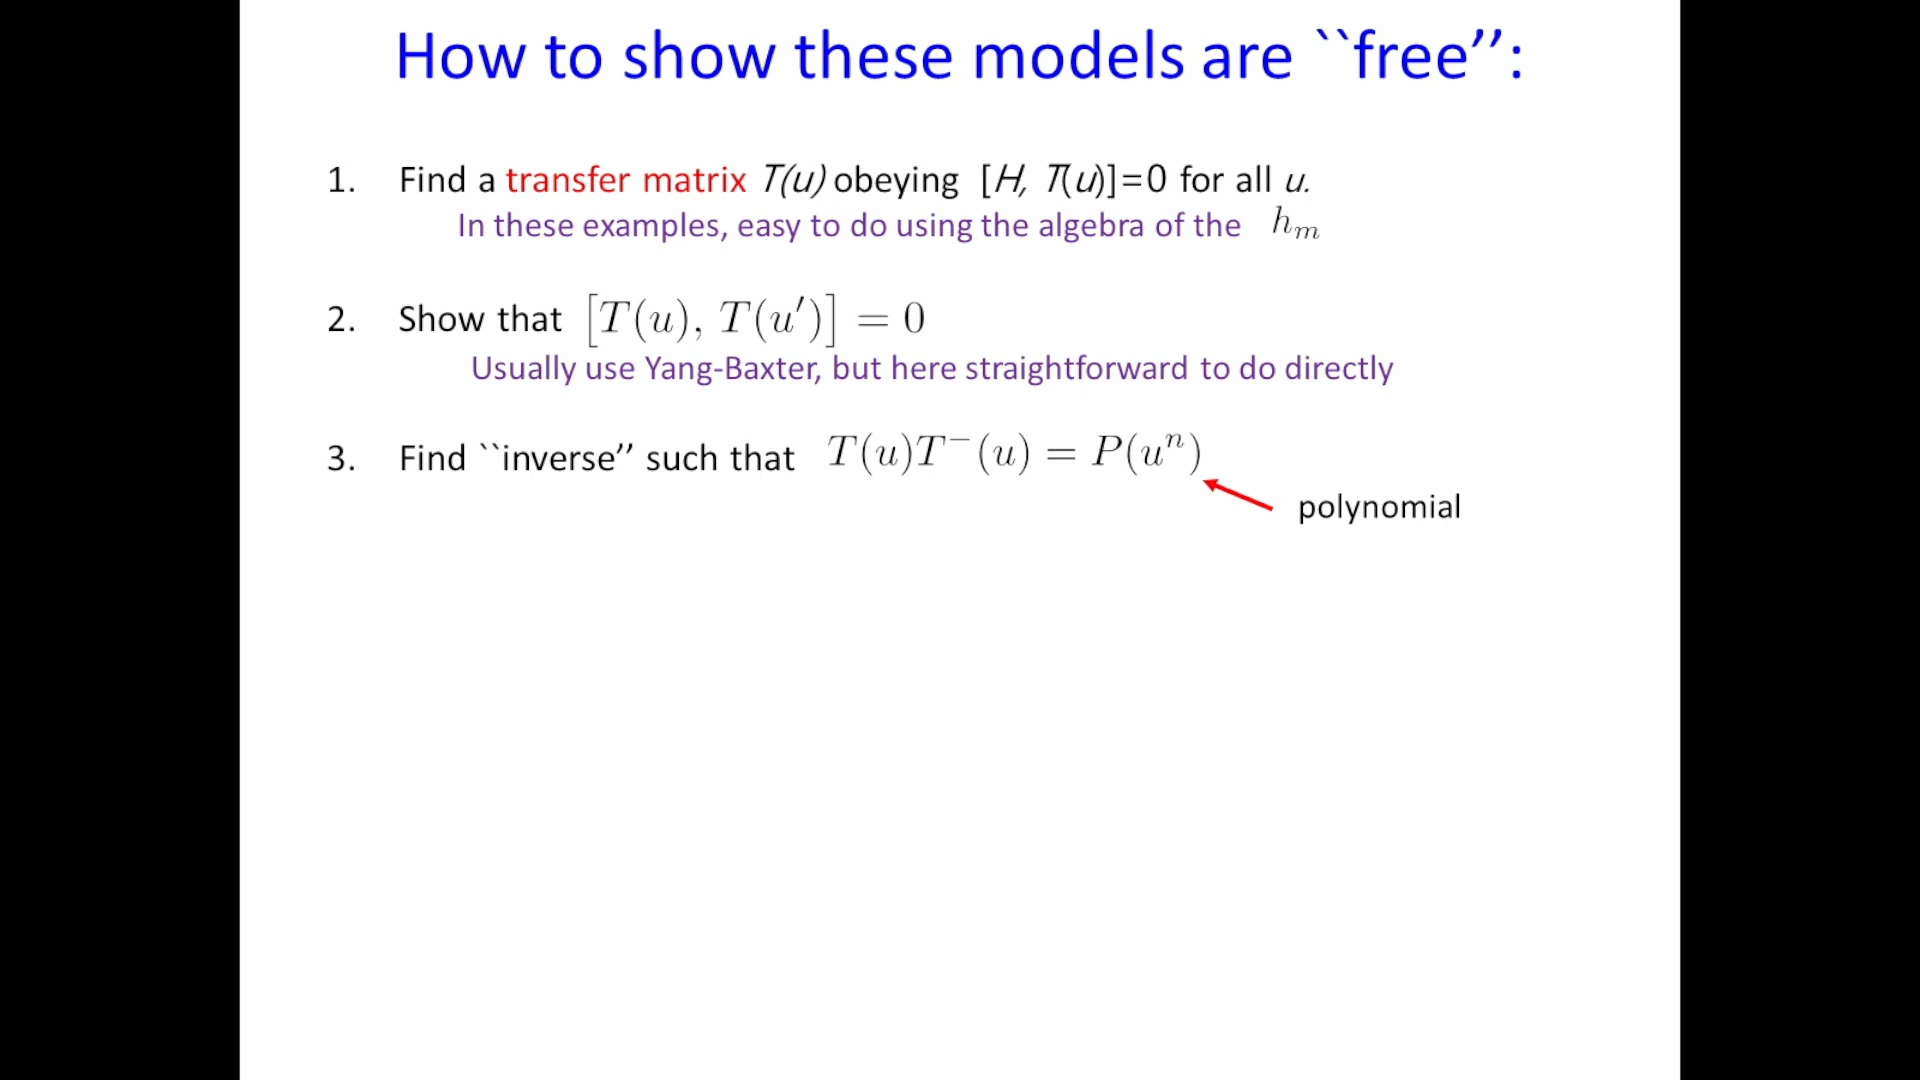 How to show these models are ``free’’:
1. Find a transfer matrix T(u) obeying [H, T(u)]=0 for all u.
In these examples, easy to do using the algebra of the h_m
2. Show that [T(u), T(u′)] = 0
Usually use Yang-Baxter, but here straightforward to do directly
3. Find ``inverse’’ such that T(u)T⁻(u) = P(uⁿ)
polynomial